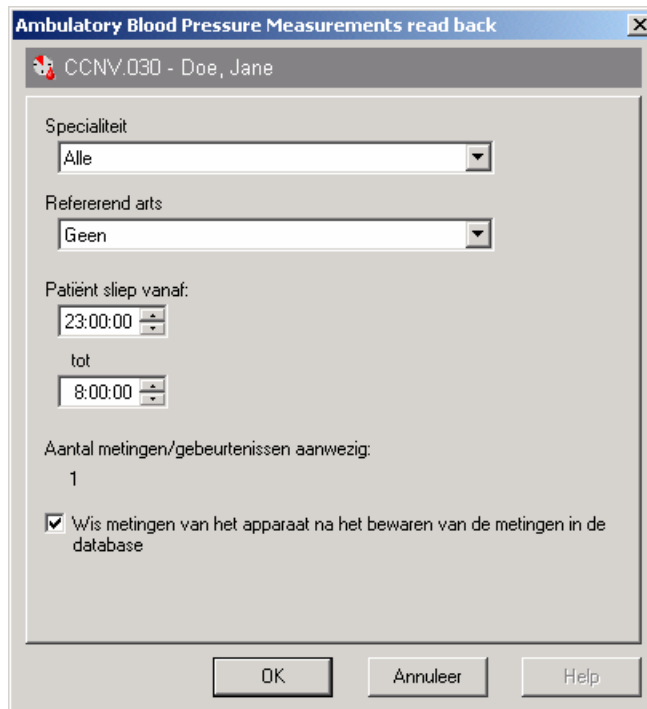 Ambulatory Blood Pressure Measurements read back
CCNV.030 - Doe, Jane
Specialiteit
Alle
Refererend arts
Geen
Patiënt sliep vanaf:
23:00:00
tot
8:00:00
Aantal metingen/gebeurtenissen aanwezig:
1
Wis metingen van het apparaat na het bewaren van de metingen in de
database
OK Annuleer Help